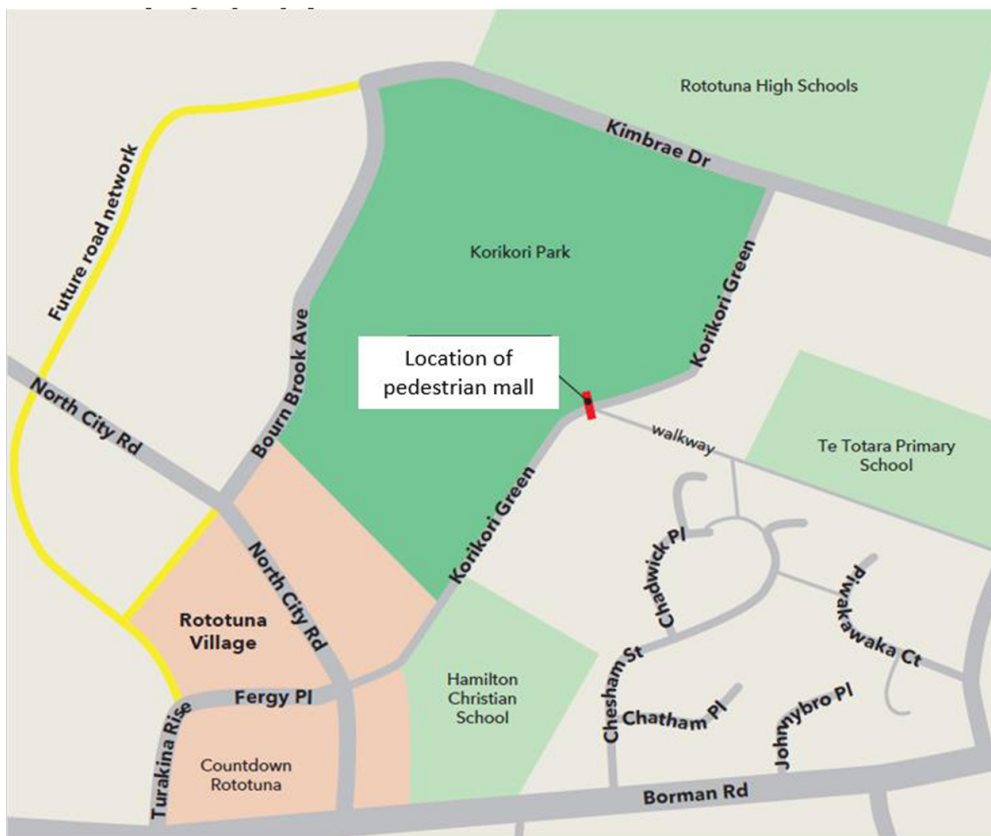 Rototuna High Schools
Kimbrae Dr
Future road network
Korikori Park
Korikori Green
Location of
pedestrian mall
Bourn Brook Ave
North City Rd
walkway
Te Totara Primary
School
Korikori Green
Chadwick Pl
Piwakawaka Ct
North City Rd
Rototuna
Village
Hamilton
Christian
School
Chesham St
Fergy Pl
Chatham Pl
Johnnybro Pl
Turakina Rise
Countdown
Rototuna
Borman Rd